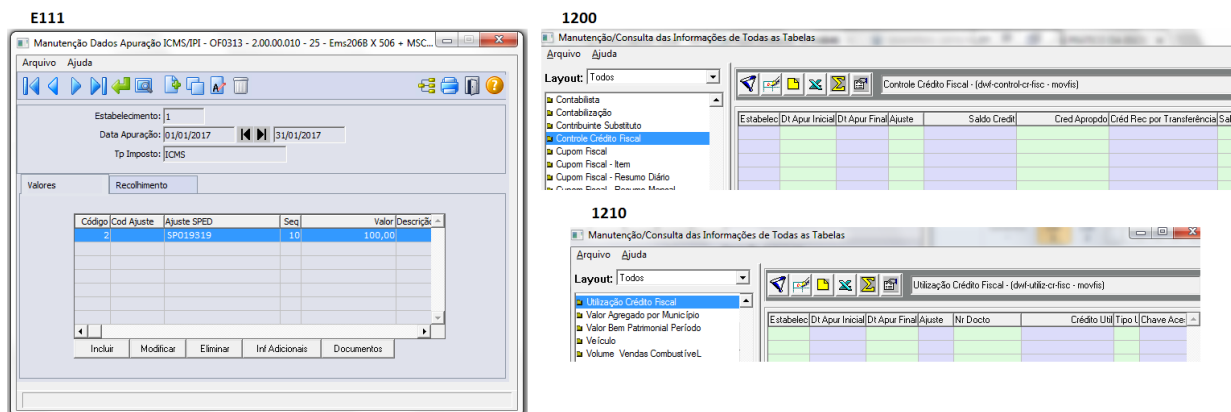 E111
Manutenção Dados Apuração ICMS/IPI - OF0313 - 2.00.00.010 - 25 - Ems206B X 506 + MSC...
Arquivo Ajuda
Estabelecimento: 1
Data Apuração: 01/01/2017 31/01/2017
Tp Imposto: ICMS
Valores Recolhimento
Código Cod Ajuste Ajuste SPED Seq Valor Descriçã
2 SP019319 10 100,00
Incluir Modificar Eliminar Inf Adicionais Documentos
1200
Manutenção/Consulta das Informações de Todas as Tabelas
Arquivo Ajuda
Layout: Todos
Controle Crédito Fiscal - (dwf-control-cr-fisc - movfis)
Contabilista
Contabilização
Contribuinte Substituto
Controle Crédito Fiscal
Cupom Fiscal
Cupom Fiscal - Item
Cupom Fiscal - Resumo Diário
Cupom Fiscal - Resumo Mensal
Estabelec Dt Apur Inicial Dt Apur Final Ajuste Saldo Credit Cred Apropdo Créd Rec por Transferência Sal
1210
Manutenção/Consulta das Informações de Todas as Tabelas
Arquivo Ajuda
Layout: Todos
Utilização Crédito Fiscal - (dwf-utiliz-cr-fisc - movfis)
Utilização Crédito Fiscal
Valor Agregado por Município
Valor Bem Patrimonial Período
Veículo
Volume Vendas CombustíveL
Estabelec Dt Apur Inicial Dt Apur Final Ajuste Nr Docto Crédito Util Tipo U Chave Aces